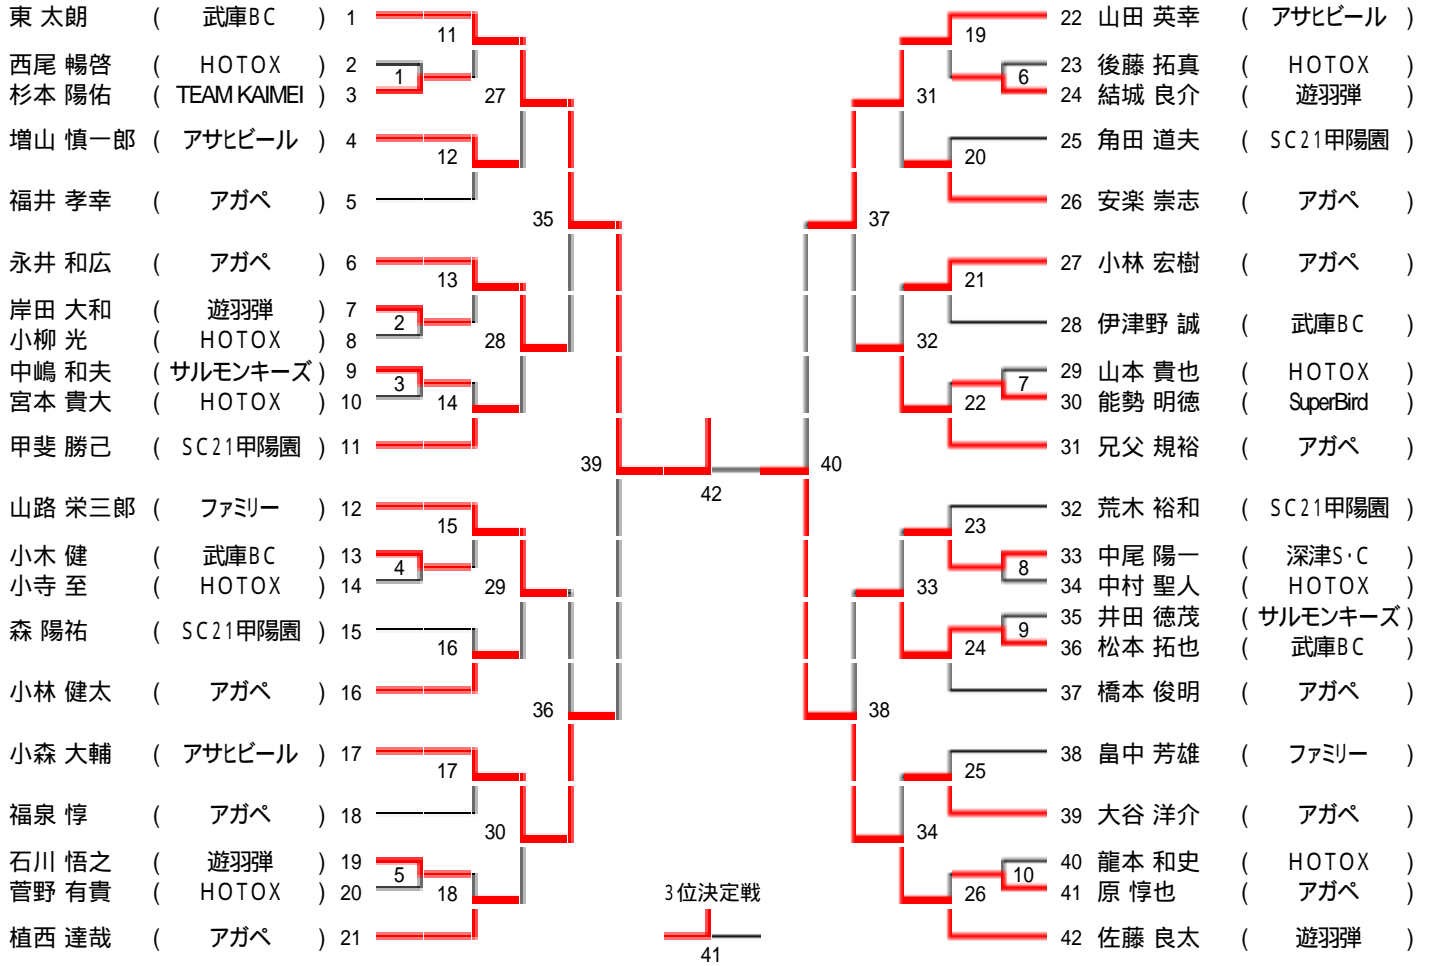 東 太朗 ( 武庫BC ) 1
西尾 暢啓 ( HOTOX ) 2
杉本 陽佑 ( TEAM KAIMEI ) 3
増山 慎一郎 ( アサヒビール ) 4
福井 孝幸 ( アガペ ) 5
永井 和広 ( アガペ ) 6
岸田 大和 ( 遊羽弾 ) 7
小柳 光 ( HOTOX ) 8
中嶋 和夫 ( サルモンキーズ ) 9
宮本 貴大 ( HOTOX ) 10
甲斐 勝己 ( SC21甲陽園 ) 11
山路 栄三郎 ( ファミリー ) 12
小木 健 ( 武庫BC ) 13
小寺 至 ( HOTOX ) 14
森 陽祐 ( SC21甲陽園 ) 15
小林 健太 ( アガペ ) 16
小森 大輔 ( アサヒビール ) 17
福泉 惇 ( アガペ ) 18
石川 悟之 ( 遊羽弾 ) 19
菅野 有貴 ( HOTOX ) 20
植西 達哉 ( アガペ ) 21
11
1
27
12
35
13
2
28
3
14
39
15
4
29
16
36
17
30
5
18
42
3位決定戦
41
40
19
6
31
20
37
21
32
7
22
23
8
33
9
24
38
25
34
10
26
22 山田 英幸 ( アサヒビール )
23 後藤 拓真 ( HOTOX )
24 結城 良介 ( 遊羽弾 )
25 角田 道夫 ( SC21甲陽園 )
26 安楽 崇志 ( アガペ )
27 小林 宏樹 ( アガペ )
28 伊津野 誠 ( 武庫BC )
29 山本 貴也 ( HOTOX )
30 能勢 明徳 ( SuperBird )
31 兄父 規裕 ( アガペ )
32 荒木 裕和 ( SC21甲陽園 )
33 中尾 陽一 ( 深津S・C )
34 中村 聖人 ( HOTOX )
35 井田 徳茂 ( サルモンキーズ )
36 松本 拓也 ( 武庫BC )
37 橋本 俊明 ( アガペ )
38 畠中 芳雄 ( ファミリー )
39 大谷 洋介 ( アガペ )
40 龍本 和史 ( HOTOX )
41 原 惇也 ( アガペ )
42 佐藤 良太 ( 遊羽弾 )